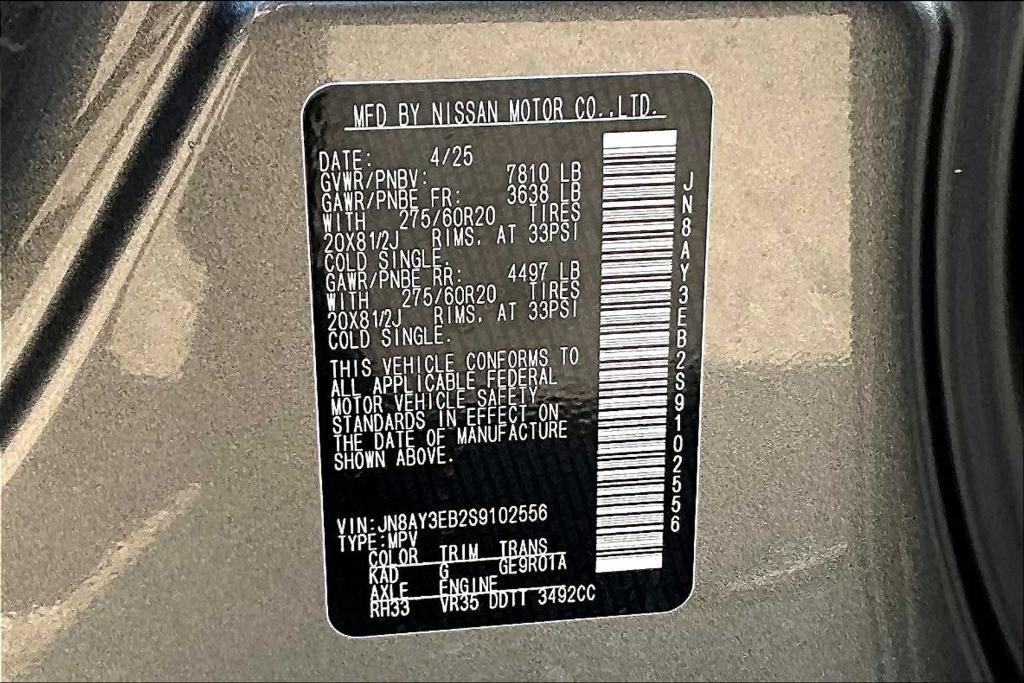 MFD BY NISSAN MOTOR CO.,LTD.
DATE: 4/25
GVWR/PNBV: 7810 LB
GAWR/PNBE FR: 3638 LB
WITH 275/60R20 TIRES
20X81/2J RIMS, AT 33PSI
COLD SINGLE.
GAWR/PNBE RR: 4497 LB
WITH 275/60R20 TIRES
20X81/2J RIMS, AT 33PSI
COLD SINGLE.
THIS VEHICLE CONFORMS TO
ALL APPLICABLE FEDERAL
MOTOR VEHICLE SAFETY
STANDARDS IN EFFECT ON
THE DATE OF MANUFACTURE
SHOWN ABOVE.
VIN:JN8AY3EB2S9102556
TYPE:MPV
COLOR TRIM TRANS
KAD G GE9R01A
AXLE ENGINE
RH33 VR35 DDTT 3492CC
JN8AY3EB2S9102556